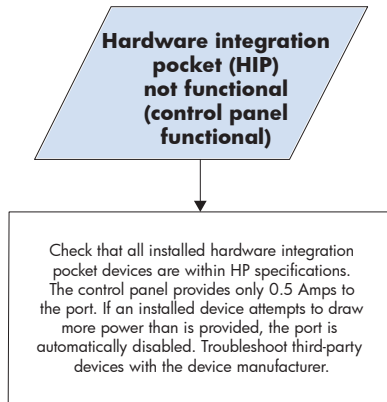 Hardware integration
pocket (HIP)
not functional
(control panel
functional)
Check that all installed hardware integration
pocket devices are within HP specifications.
The control panel provides only 0.5 Amps to
the port. If an installed device attempts to draw
more power than is provided, the port is
automatically disabled. Troubleshoot third-party
devices with the device manufacturer.